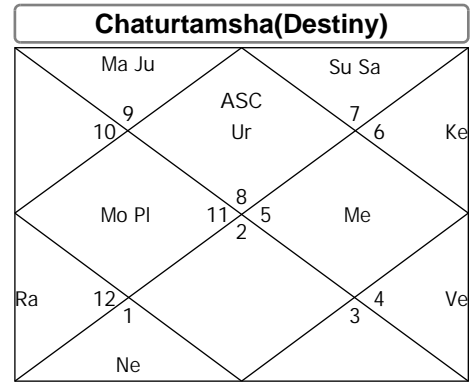 Chaturtamsha(Destiny)
Ma Ju
Su Sa
ASC
9
7
10
Ur
6
Ke
8
Mo Pl
11
5
Me
2
Ra
12
4
Ve
1
3
Ne